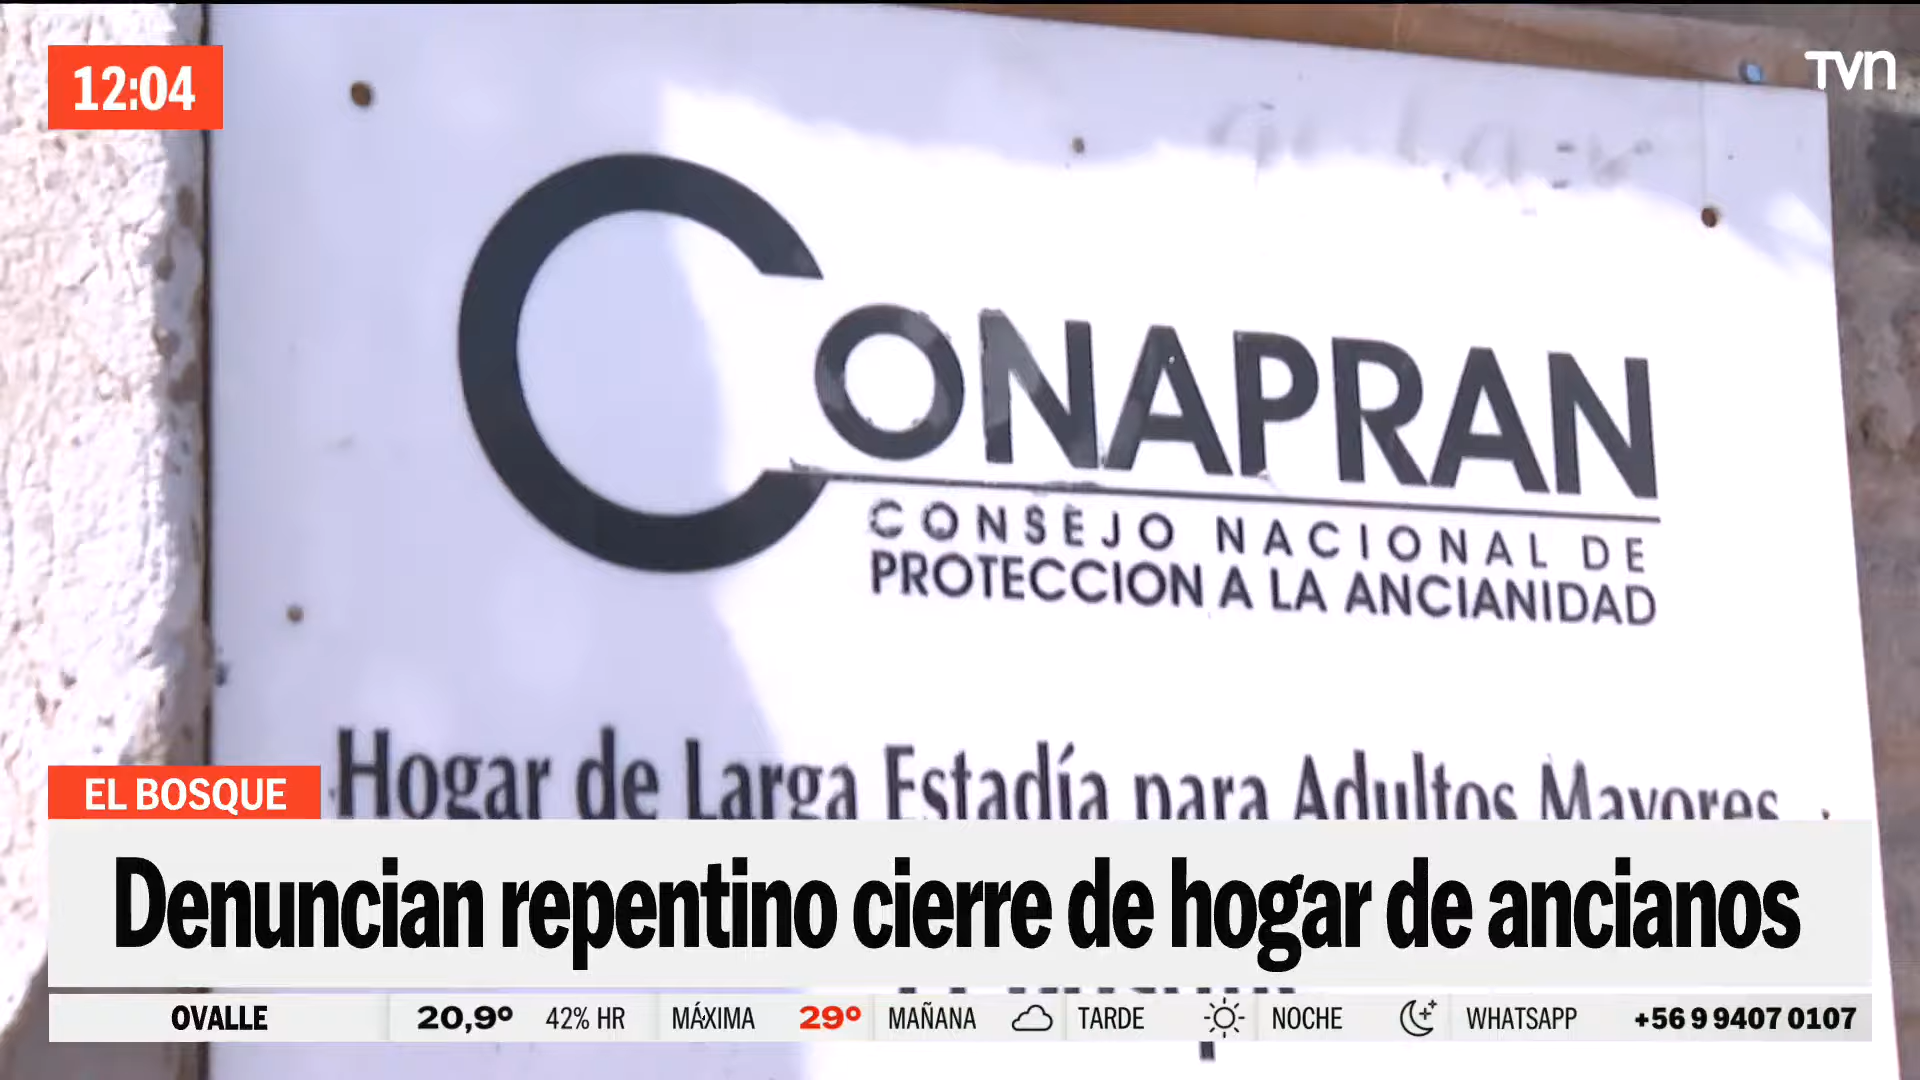 12:04
TVN
CONAPRAN
CONSEJO NACIONAL DE
PROTECCION A LA ANCIANIDAD
Hogar de Larga Estadía para Adultos Mayores
EL BOSQUE
Denuncian repentino cierre de hogar de ancianos
OVALLE 20,9° 42% HR MÁXIMA 29° MAÑANA TARDE NOCHE WHATSAPP +56 9 9407 0107